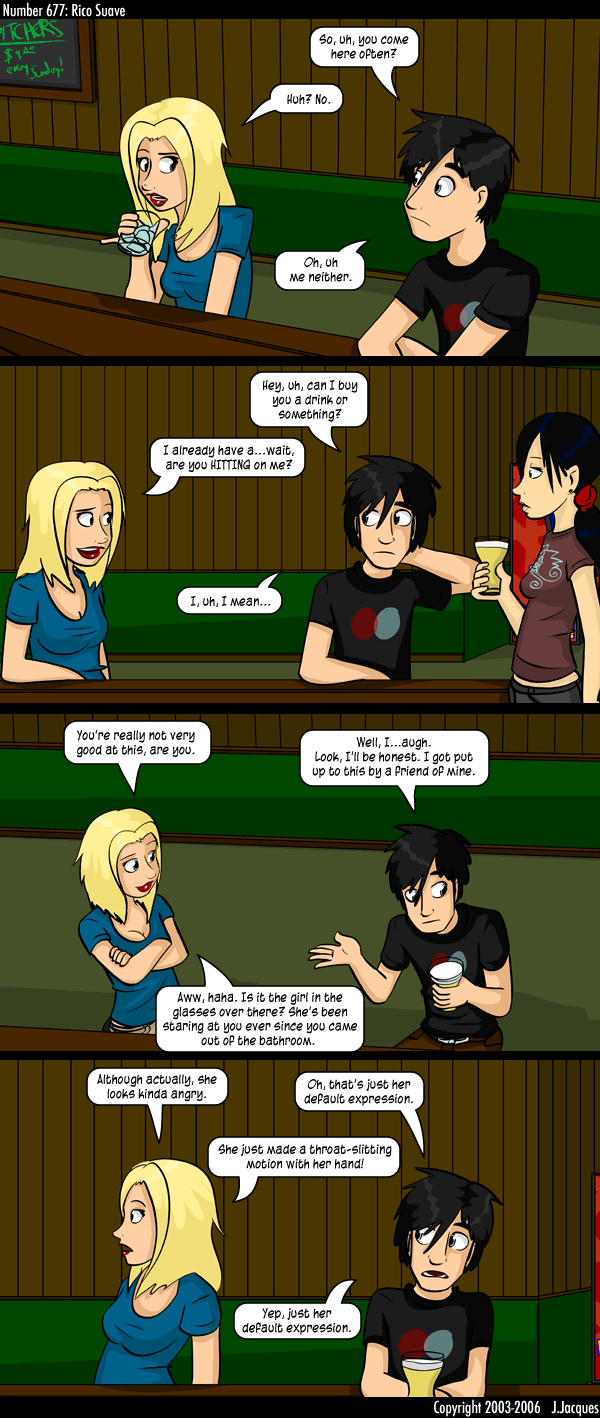 Number 677: Rico Suave
PITCHERS
$4.00
every
Sunday!
So, uh, you come
here often?
Huh? No.
Oh, uh
me neither.
Hey, uh, can I buy
you a drink or
something?
I already have a...wait,
are you HITTING on me?
I, uh, I mean...
You're really not very
good at this, are you.
Well, I...augh.
Look, I'll be honest. I got put
up to this by a friend of mine.
Aww, haha. Is it the girl in the
glasses over there? She's been
staring at you ever since you came
out of the bathroom.
Although actually, she
looks kinda angry.
Oh, that's just her
default expression.
She just made a throat-slitting
motion with her hand!
Yep, just her
default expression.
Copyright 2003-2006 J.Jacques